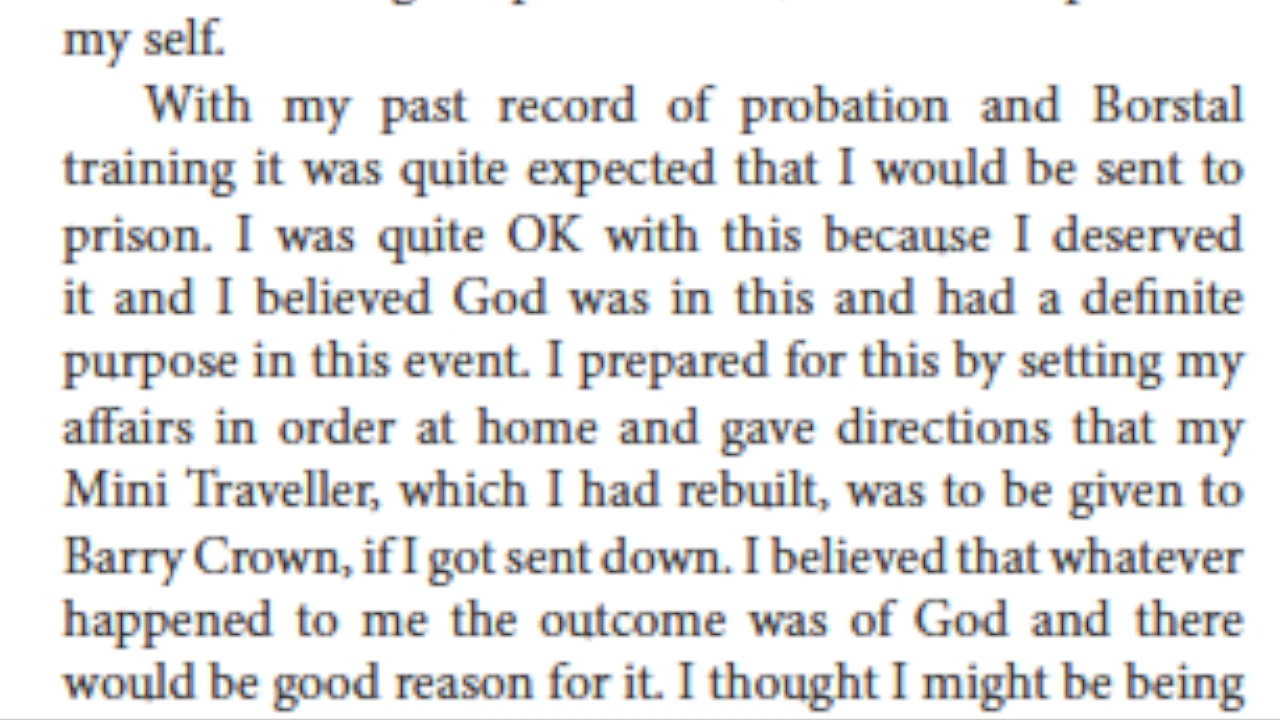 my self.
With my past record of probation and Borstal
training it was quite expected that I would be sent to
prison. I was quite OK with this because I deserved
it and I believed God was in this and had a definite
purpose in this event. I prepared for this by setting my
affairs in order at home and gave directions that my
Mini Traveller, which I had rebuilt, was to be given to
Barry Crown, if I got sent down. I believed that whatever
happened to me the outcome was of God and there
would be good reason for it. I thought I might be being